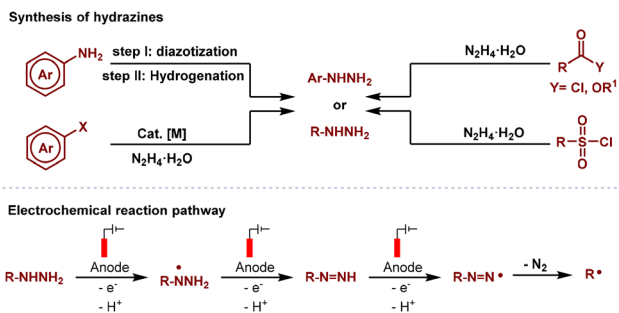 Synthesis of hydrazines
Ar
NH₂
step I: diazotization
step II: Hydrogenation
Ar-NHNH₂
or
R-NHNH₂
N₂H₄·H₂O
O
R
Y
Y= Cl, OR¹
Ar
X
Cat. [M]
N₂H₄·H₂O
N₂H₄·H₂O
O
R-S-Cl
O
Electrochemical reaction pathway
R-NHNH₂
Anode
- e⁻
- H⁺
•
R-NNH₂
Anode
- e⁻
- H⁺
R-N=NH
Anode
- e⁻
- H⁺
R-N=N •
- N₂
R•